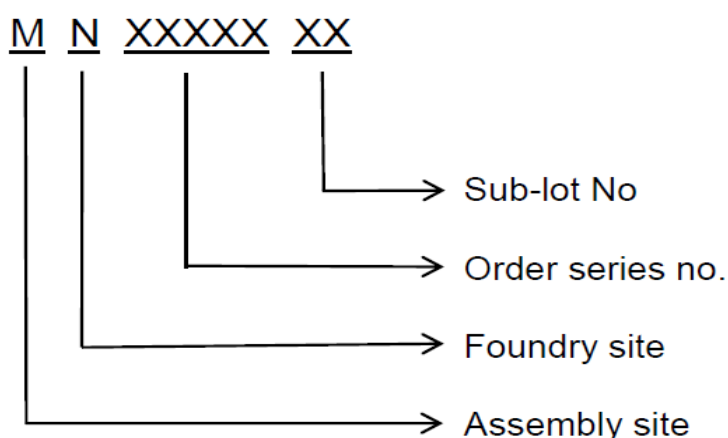 M N XXXXX XX
Sub-lot No
Order series no.
Foundry site
Assembly site